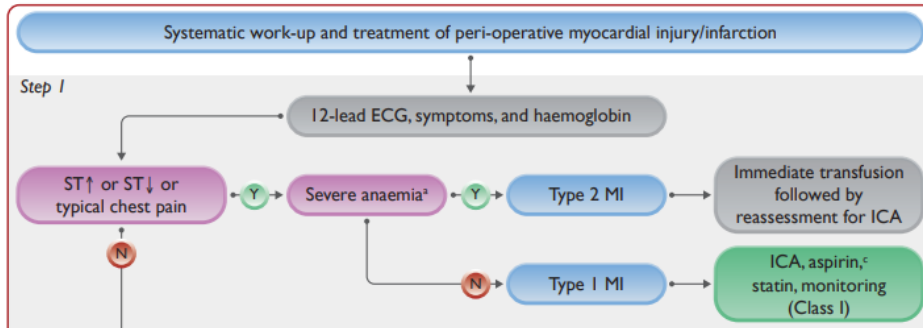 Systematic work-up and treatment of peri-operative myocardial injury/infarction
Step 1
12-lead ECG, symptoms, and haemoglobin
ST↑ or ST↓ or
typical chest pain
Y
Severe anaemiaᵃ
Y
Type 2 MI
Immediate transfusion
followed by
reassessment for ICA
N
N
Type 1 MI
ICA, aspirin,ᶜ
statin, monitoring
(Class I)